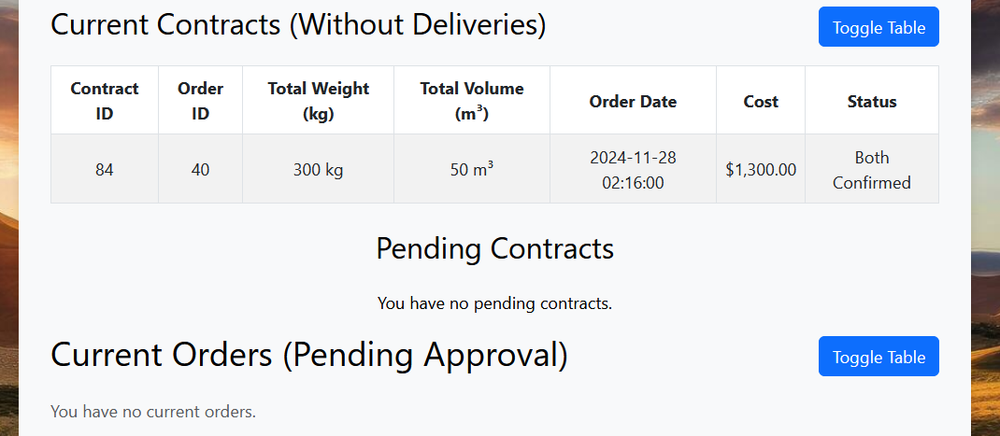 Current Contracts (Without Deliveries)
Toggle Table
Contract ID Order ID Total Weight (kg) Total Volume (m³) Order Date Cost Status
84 40 300 kg 50 m³ 2024-11-28 02:16:00 $1,300.00 Both Confirmed
Pending Contracts
You have no pending contracts.
Current Orders (Pending Approval)
Toggle Table
You have no current orders.